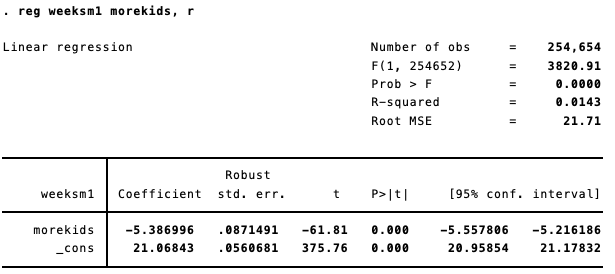 . reg weeksm1 morekids, r
Linear regression Number of obs = 254,654
F(1, 254652) = 3820.91
Prob > F = 0.0000
R-squared = 0.0143
Root MSE = 21.71
Robust
weeksm1 Coefficient std. err. t P>|t| [95% conf. interval]
morekids -5.386996 .0871491 -61.81 0.000 -5.557806 -5.216186
_cons 21.06843 .0560681 375.76 0.000 20.95854 21.17832